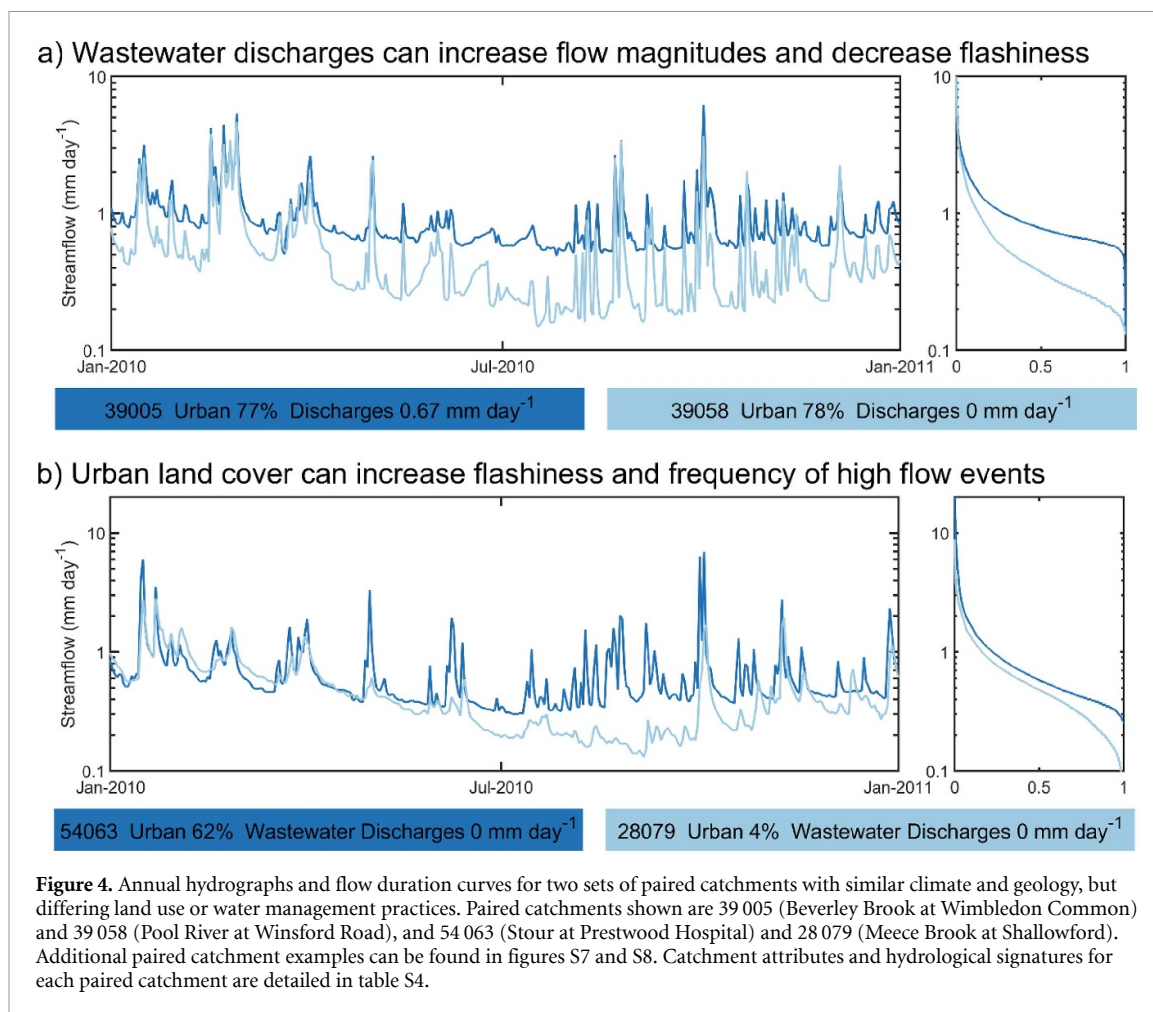 a) Wastewater discharges can increase flow magnitudes and decrease flashiness
10
1
0.1
Streamflow (mm day⁻¹)
Jan-2010
Jul-2010
Jan-2011
10
1
0.1
0
0.5
1
39005 Urban 77% Discharges 0.67 mm day⁻¹
39058 Urban 78% Discharges 0 mm day⁻¹
b) Urban land cover can increase flashiness and frequency of high flow events
10
1
0.1
Streamflow (mm day⁻¹)
Jan-2010
Jul-2010
Jan-2011
10
1
0.1
0
0.5
1
54063 Urban 62% Wastewater Discharges 0 mm day⁻¹
28079 Urban 4% Wastewater Discharges 0 mm day⁻¹
Figure 4. Annual hydrographs and flow duration curves for two sets of paired catchments with similar climate and geology, but
differing land use or water management practices. Paired catchments shown are 39 005 (Beverley Brook at Wimbledon Common)
and 39 058 (Pool River at Winsford Road), and 54 063 (Stour at Prestwood Hospital) and 28 079 (Meece Brook at Shallowford).
Additional paired catchment examples can be found in figures S7 and S8. Catchment attributes and hydrological signatures for
each paired catchment are detailed in table S4.